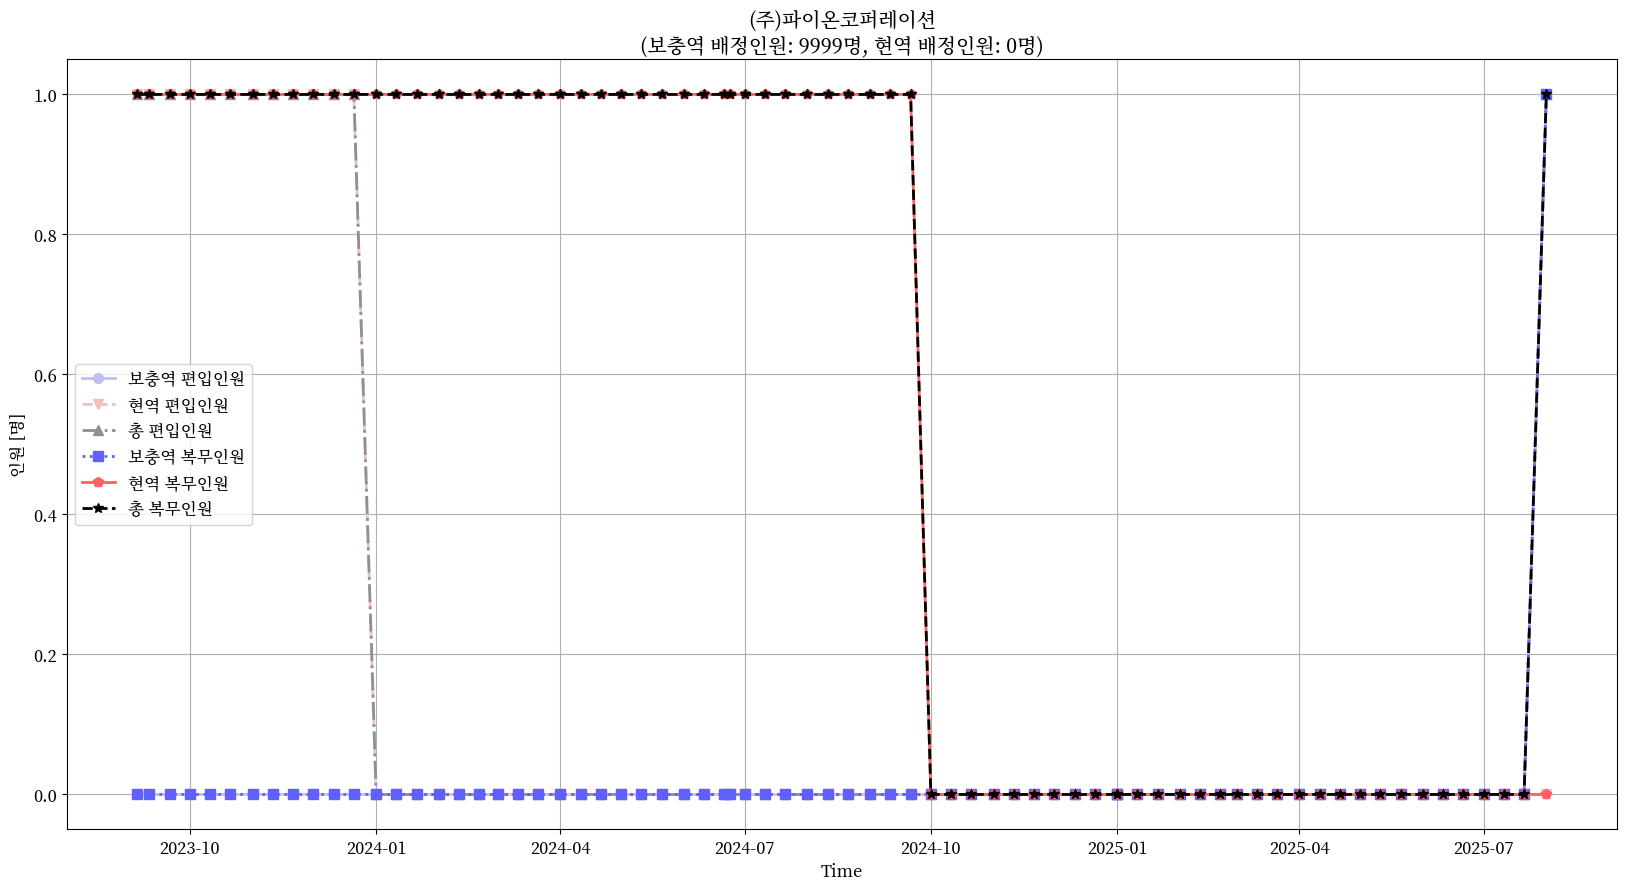 (주)파이온코퍼레이션
(보충역 배정인원: 9999명, 현역 배정인원: 0명)
1.0
0.8
0.6
0.4
0.2
0.0
인원 [명]
보충역 편입인원
현역 편입인원
총 편입인원
보충역 복무인원
현역 복무인원
총 복무인원
2023-10
2024-01
2024-04
2024-07
2024-10
2025-01
2025-04
2025-07
Time